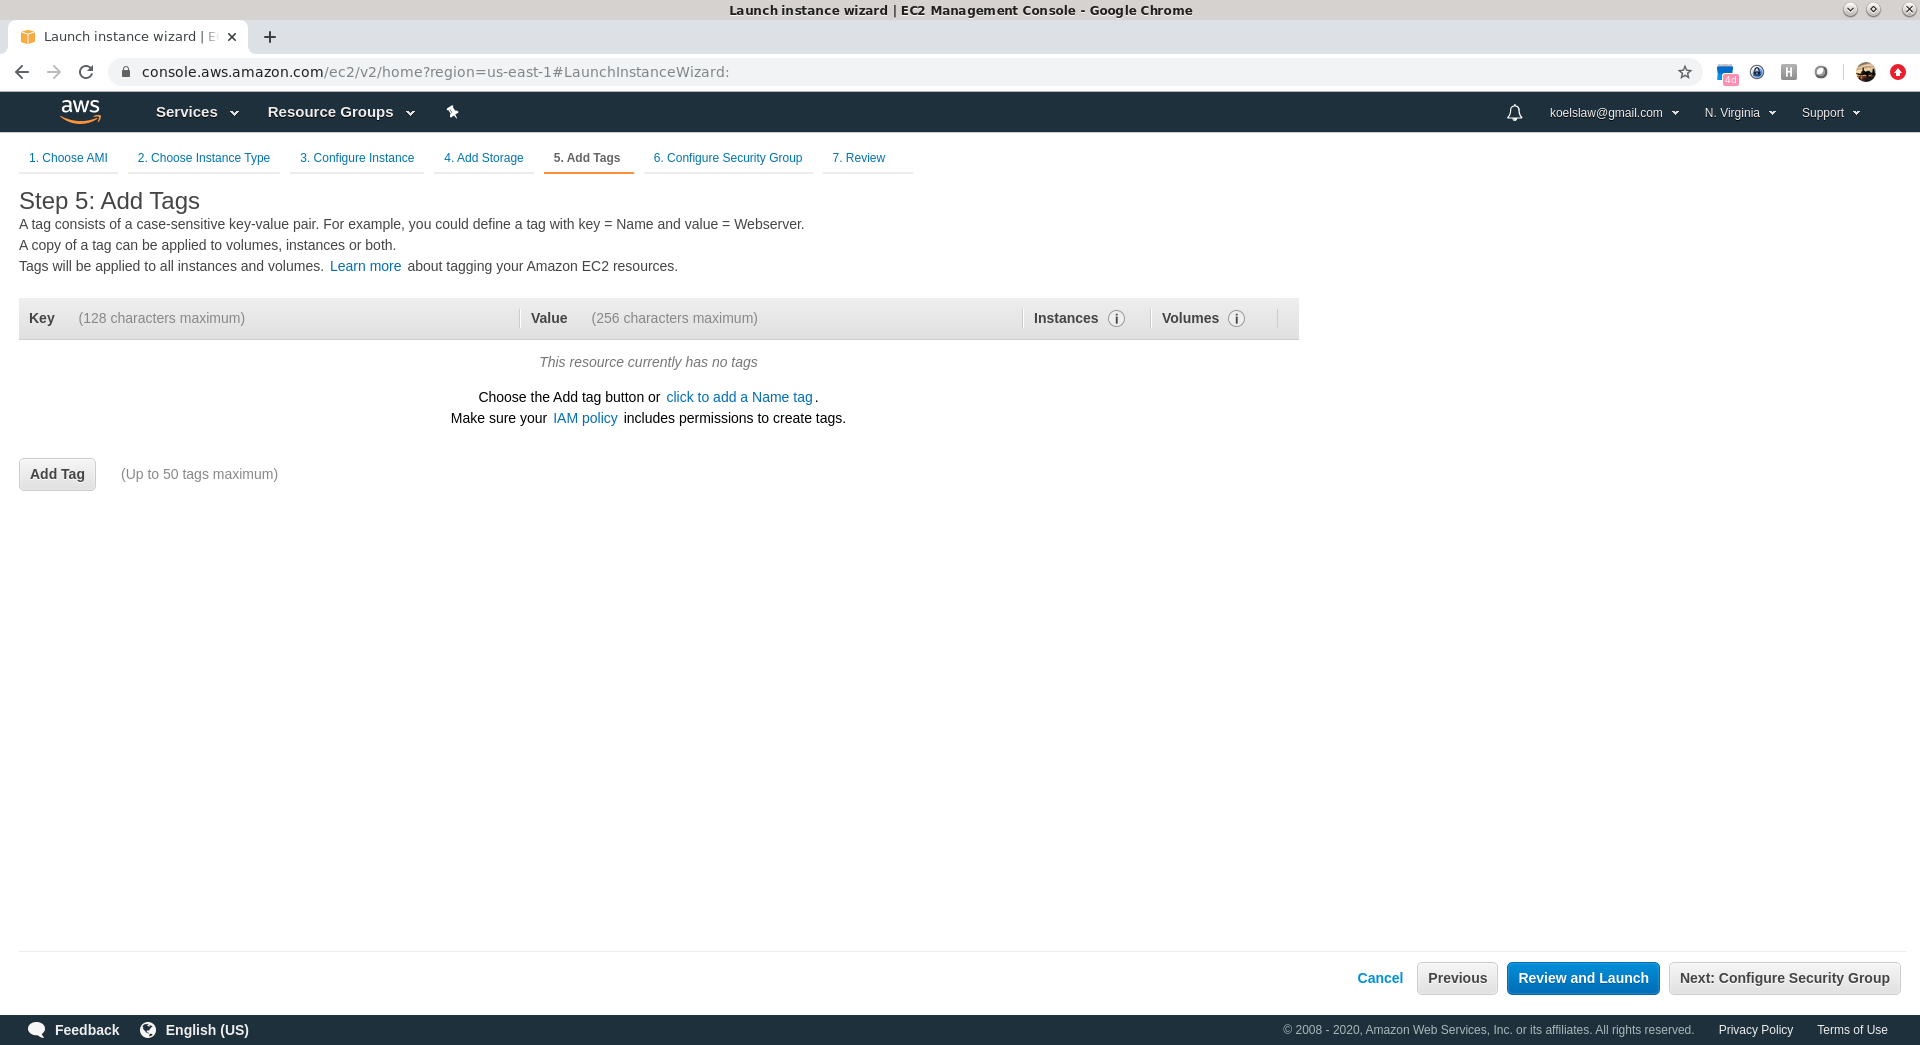 Launch instance wizard | EC2 Management Console - Google Chrome
Launch instance wizard | E
console.aws.amazon.com/ec2/v2/home?region=us-east-1#LaunchInstanceWizard:
4d
H
aws Services Resource Groups koelslaw@gmail.com N. Virginia Support
1. Choose AMI 2. Choose Instance Type 3. Configure Instance 4. Add Storage 5. Add Tags 6. Configure Security Group 7. Review
Step 5: Add Tags
A tag consists of a case-sensitive key-value pair. For example, you could define a tag with key = Name and value = Webserver.
A copy of a tag can be applied to volumes, instances or both.
Tags will be applied to all instances and volumes. Learn more about tagging your Amazon EC2 resources.
Key (128 characters maximum) Value (256 characters maximum) Instances i Volumes i
This resource currently has no tags
Choose the Add tag button or click to add a Name tag.
Make sure your IAM policy includes permissions to create tags.
Add Tag (Up to 50 tags maximum)
Cancel Previous Review and Launch Next: Configure Security Group
Feedback English (US) © 2008 - 2020, Amazon Web Services, Inc. or its affiliates. All rights reserved. Privacy Policy Terms of Use